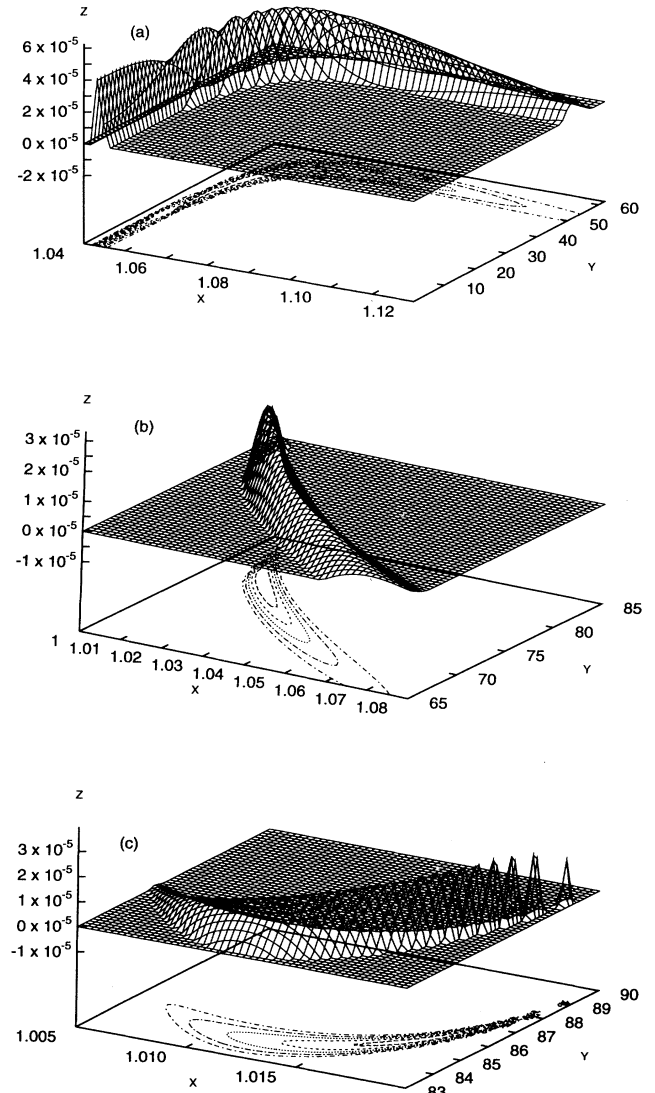 z
(a)
6 x 10-5
4 x 10-5
2 x 10-5
0 x 10-5
-2 x 10-5
1.04
1.06
1.08
1.10
1.12
x
10
20
30
40
50
60
Y
z
(b)
3 x 10-5
2 x 10-5
1 x 10-5
0 x 10-5
-1 x 10-5
1
1.01
1.02
1.03
1.04
1.05
1.06
1.07
1.08
x
65
70
75
80
85
Y
z
(c)
3 x 10-5
2 x 10-5
1 x 10-5
0 x 10-5
-1 x 10-5
1.005
1.010
1.015
x
83
84
85
86
87
88
89
90
Y